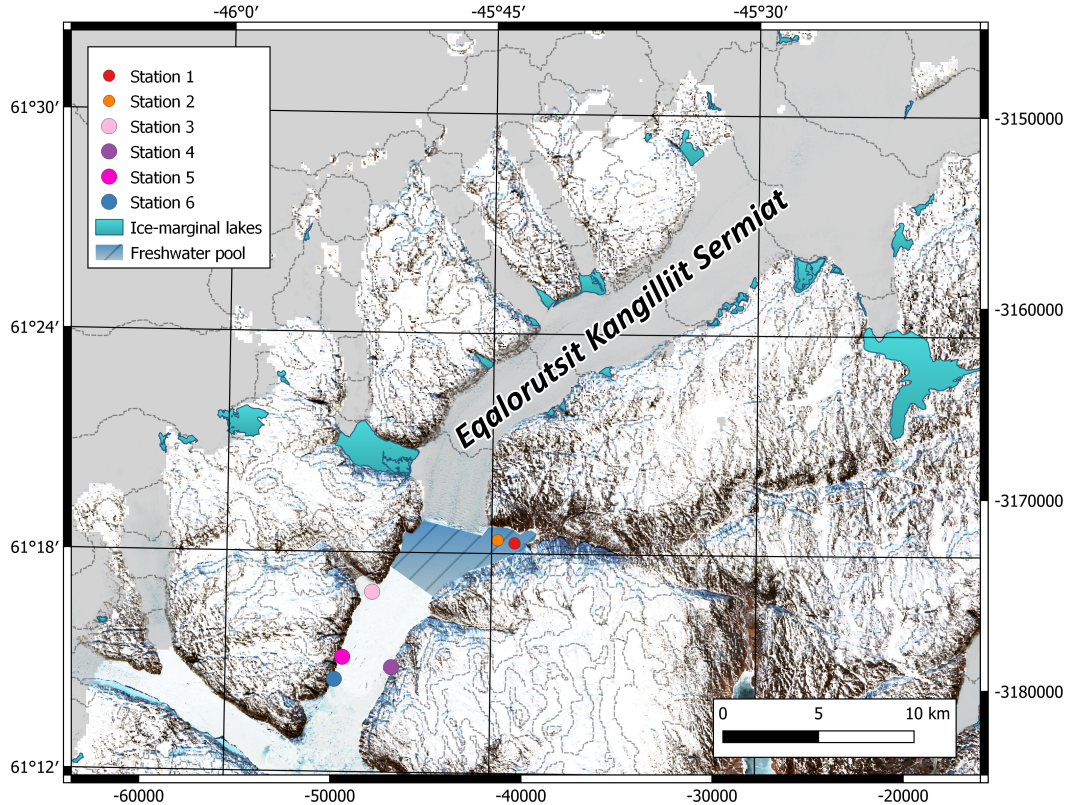 -46°0′ -45°45′ -45°30′
Station 1
Station 2
Station 3
Station 4
Station 5
Station 6
Ice-marginal lakes
Freshwater pool
61°30′
61°24′
61°18′
61°12′
Eqalorutsit Kangilliit Sermiat
-3150000
-3160000
-3170000
-3180000
0 5 10 km
-60000 -50000 -40000 -30000 -20000